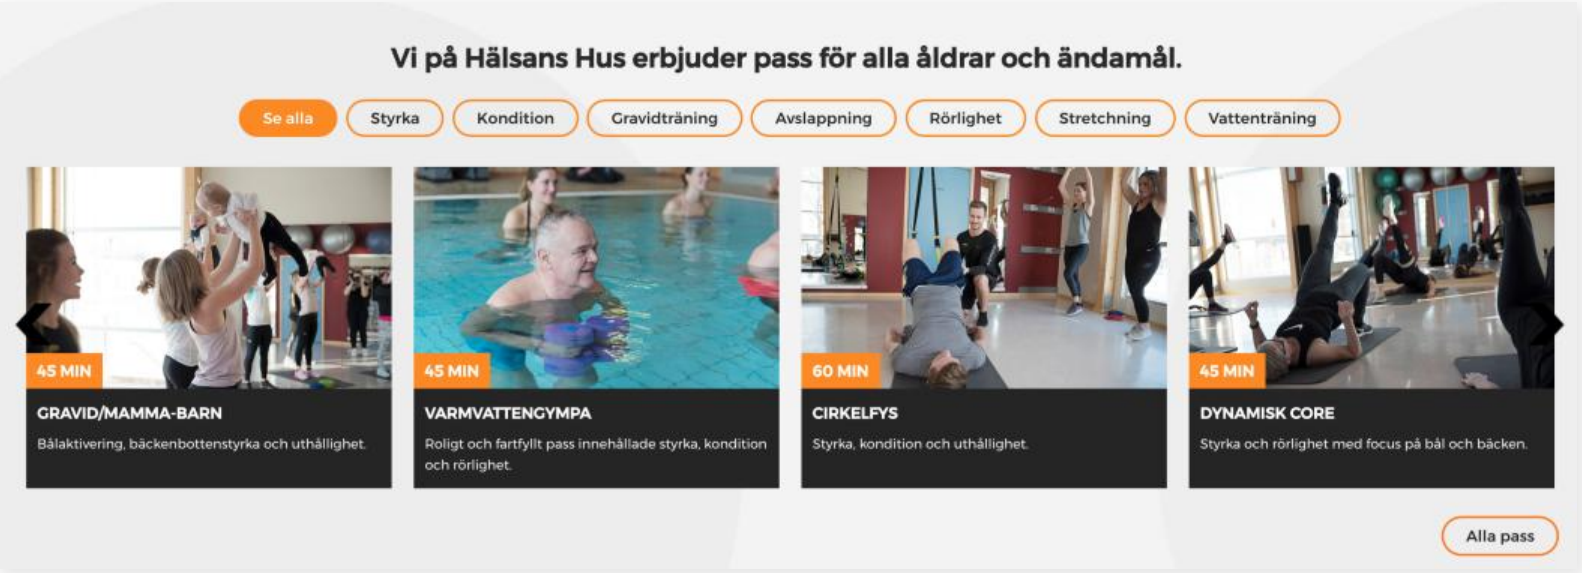 Vi på Hälsans Hus erbjuder pass för alla åldrar och ändamål.
Se alla
Styrka
Kondition
Gravidträning
Avslappning
Rörlighet
Stretchning
Vattenträning
45 MIN
GRAVID/MAMMA-BARN
Bålaktivering, bäckenbottenstyrka och uthållighet.
45 MIN
VARMVATTENGYMPA
Roligt och fartfyllt pass innehållade styrka, kondition
och rörlighet.
60 MIN
CIRKELFYS
Styrka, kondition och uthållighet.
45 MIN
DYNAMISK CORE
Styrka och rörlighet med focus på bål och bäcken.
Alla pass